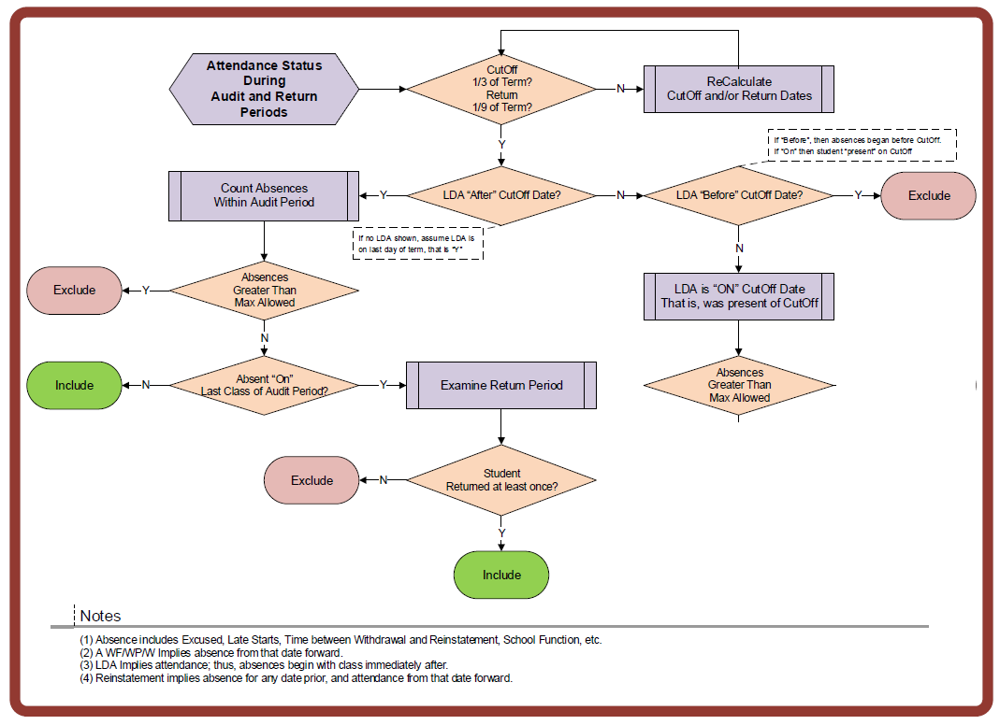 Attendance Status
During
Audit and Return
Periods
CutOff
1/3 of Term?
Return
1/9 of Term?
N
ReCalculate
CutOff and/or Return Dates
Y
If "Before", then absences began before CutOff.
If "On" then student "present" on CutOff
Count Absences
Within Audit Period
Y
LDA "After" CutOff Date?
N
LDA "Before" CutOff Date?
Y
Exclude
If no LDA shown, assume LDA is
on last day of term, that is "Y"
N
Exclude
Y
Absences
Greater Than
Max Allowed
LDA is "ON" CutOff Date
That is, was present of CutOff
N
Include
N
Absent "On"
Last Class of Audit Period?
Y
Examine Return Period
Absences
Greater Than
Max Allowed
Exclude
N
Student
Returned at least once?
Y
Include
Notes
(1) Absence includes Excused, Late Starts, Time between Withdrawal and Reinstatement, School Function, etc.
(2) A WF/WP/W Implies absence from that date forward.
(3) LDA Implies attendance; thus, absences begin with class immediately after.
(4) Reinstatement implies absence for any date prior, and attendance from that date forward.